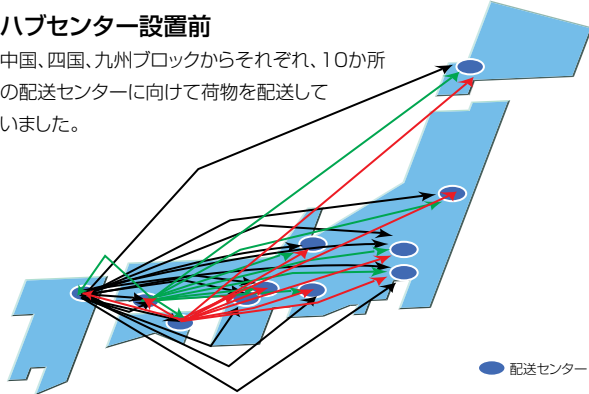 ハブセンター設置前
中国、四国、九州ブロックからそれぞれ、10か所
の配送センターに向けて荷物を配送して
いました。
配送センター